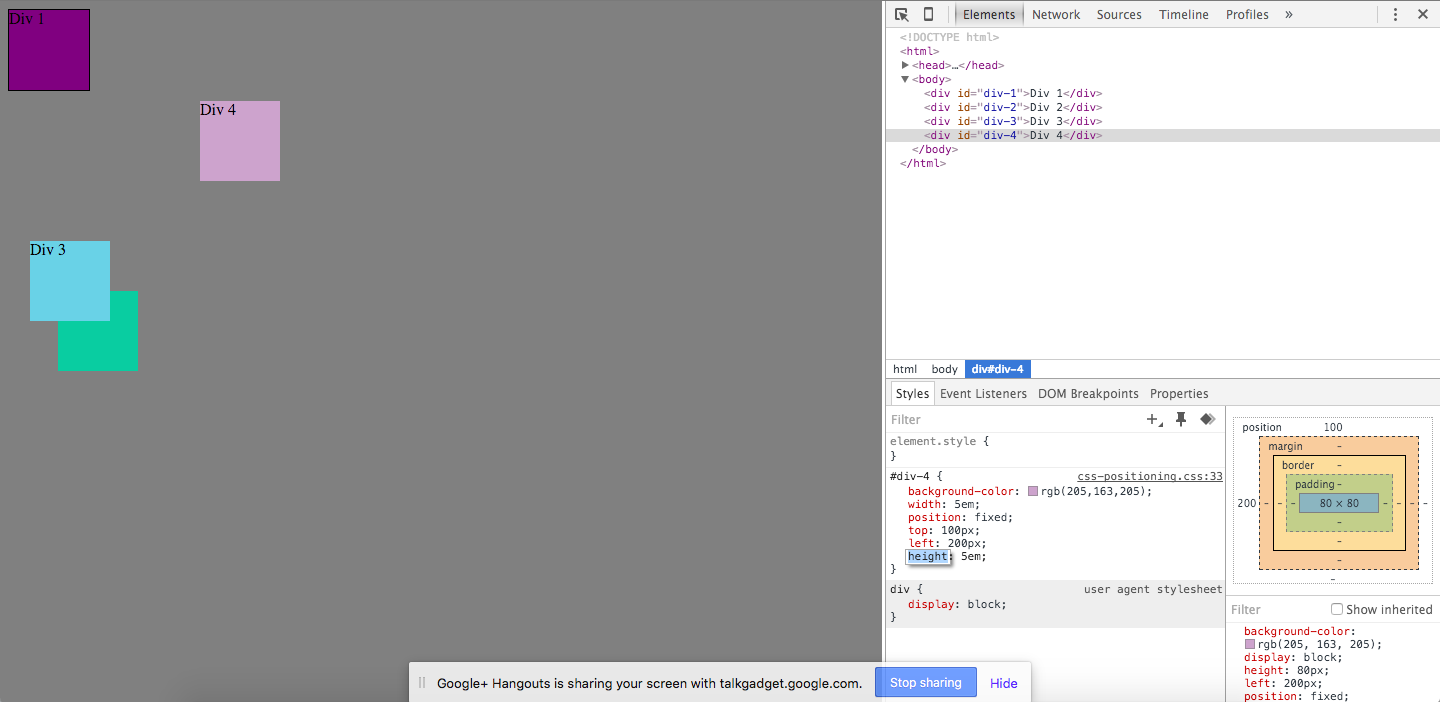 Div 1
Div 4
Div 3
Elements Network Sources Timeline Profiles »
<!DOCTYPE html>
<html>
▶<head>…</head>
▼<body>
<div id="div-1">Div 1</div>
<div id="div-2">Div 2</div>
<div id="div-3">Div 3</div>
<div id="div-4">Div 4</div>
</body>
</html>
html body div#div-4
Styles Event Listeners DOM Breakpoints Properties
Filter
element.style {
}
#div-4 { css-positioning.css:33
background-color: rgb(205,163,205);
width: 5em;
position: fixed;
top: 100px;
left: 200px;
height: 5em;
}
div { user agent stylesheet
display: block;
}
position 100
margin -
border -
padding -
200 - - - 80 × 80 - - - -
-
-
-
-
Filter Show inherited
background-color:
rgb(205, 163, 205);
display: block;
height: 80px;
left: 200px;
position: fixed;
Google+ Hangouts is sharing your screen with talkgadget.google.com. Stop sharing Hide